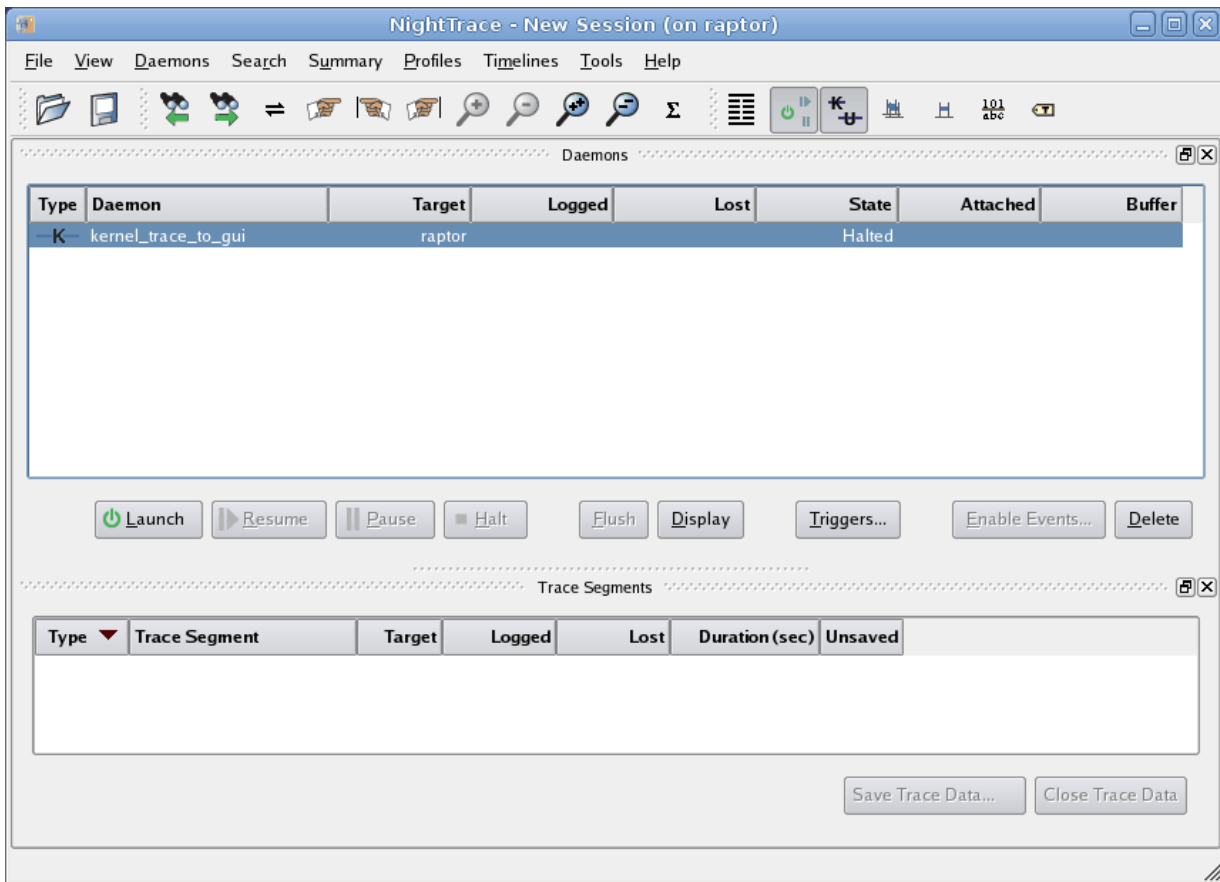 NightTrace - New Session (on raptor)
File View Daemons Search Summary Profiles Timelines Tools Help
Σ K U 101 abc T
Daemons
Type Daemon Target Logged Lost State Attached Buffer
K kernel_trace_to_gui raptor Halted
Launch Resume Pause Halt Flush Display Triggers... Enable Events... Delete
Trace Segments
Type Trace Segment Target Logged Lost Duration (sec) Unsaved
Save Trace Data... Close Trace Data